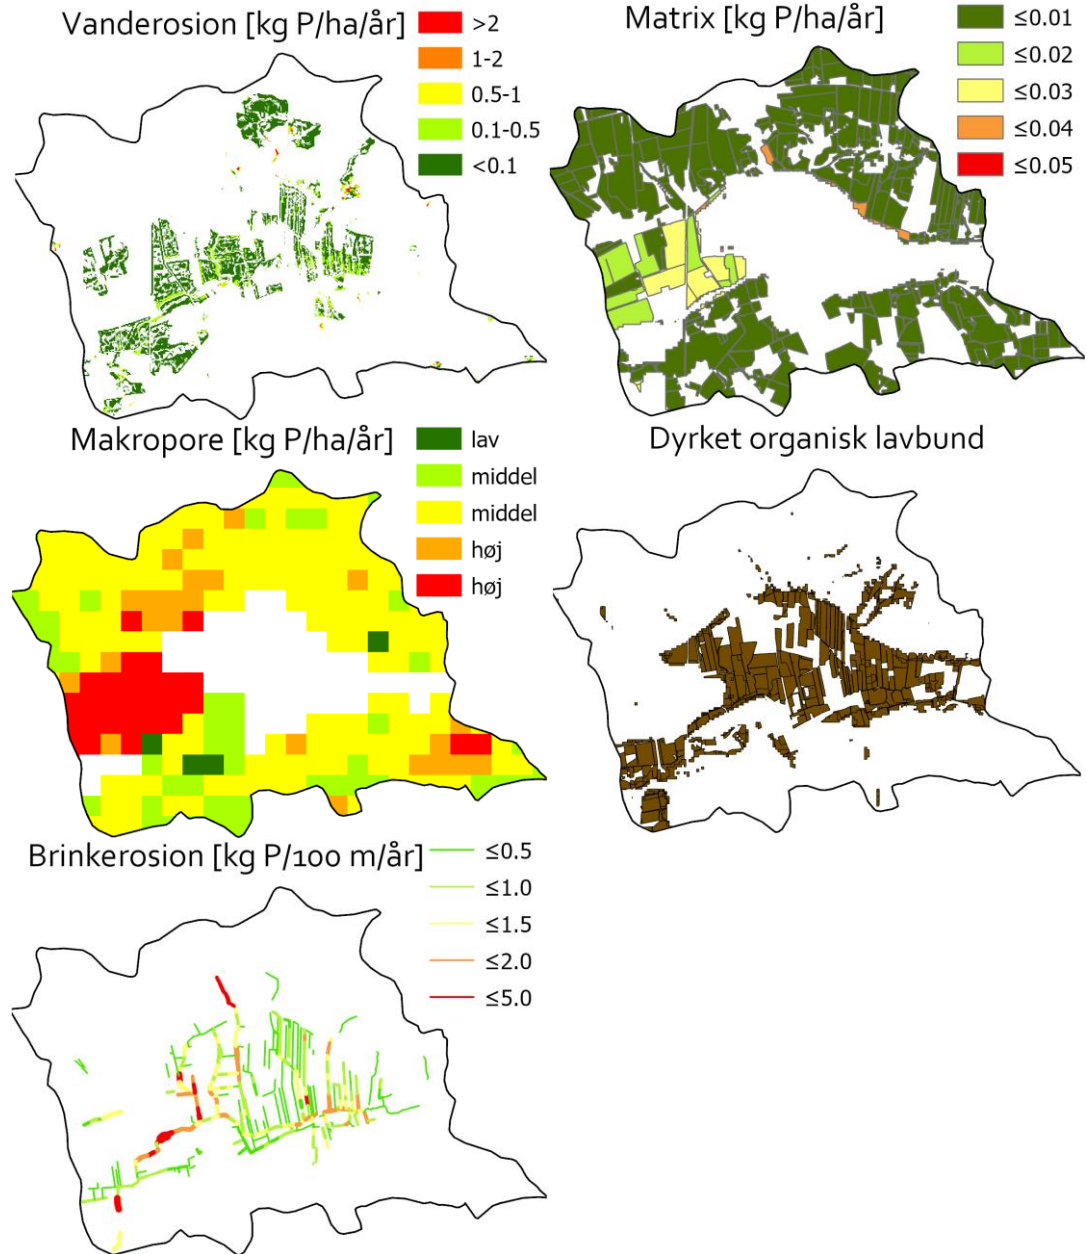 Vanderosion [kg P/ha/år]
>2
1-2
0.5-1
0.1-0.5
<0.1
Matrix [kg P/ha/år]
≤0.01
≤0.02
≤0.03
≤0.04
≤0.05
Makropore [kg P/ha/år]
lav
middel
middel
høj
høj
Dyrket organisk lavbund
Brinkerosion [kg P/100 m/år]
≤0.5
≤1.0
≤1.5
≤2.0
≤5.0